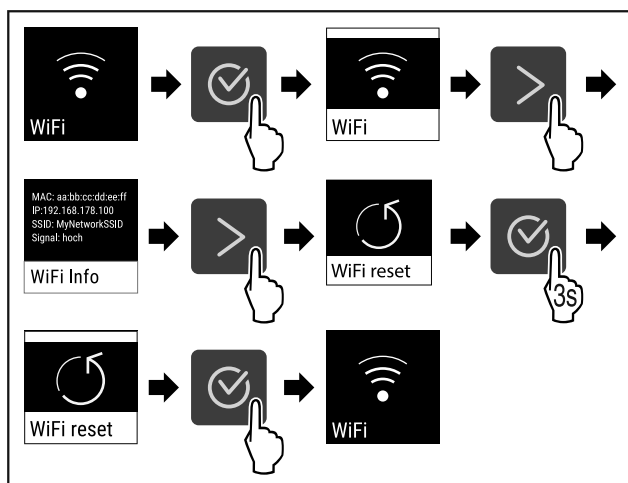 WiFi
WiFi
MAC: aa:bb:cc:dd:ee:ff
IP:192.168.178.100
SSID: MyNetworkSSID
Signal: hoch
WiFi Info
WiFi reset
3s
WiFi reset
WiFi